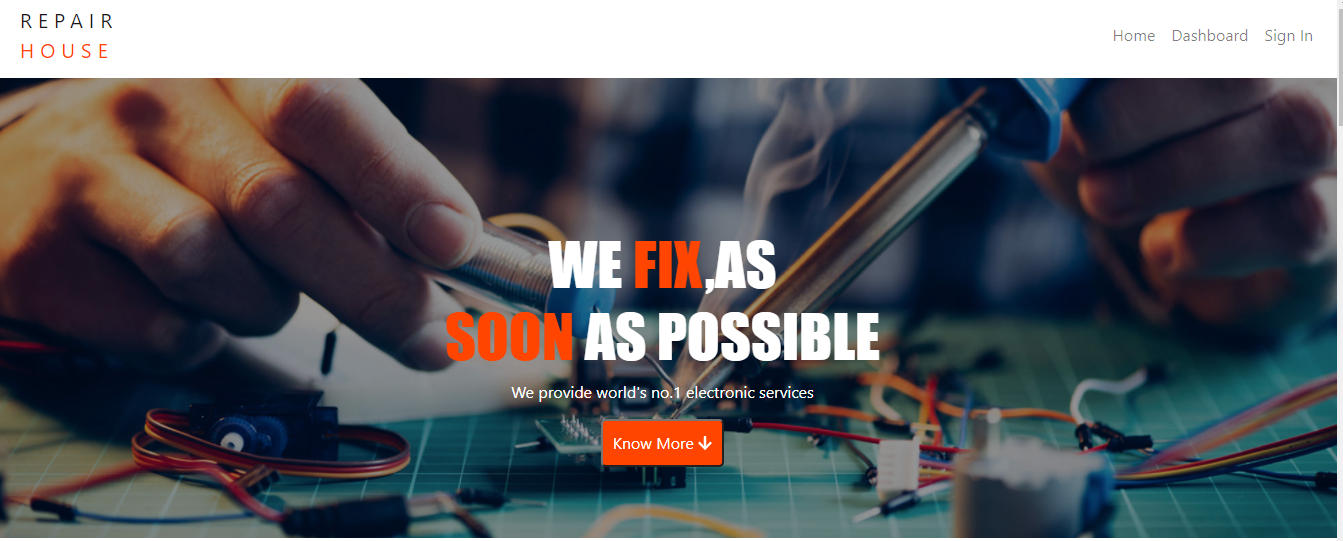 REPAIR
HOUSE
Home Dashboard Sign In
WE FIX,AS
SOON AS POSSIBLE
We provide world's no.1 electronic services
Know More